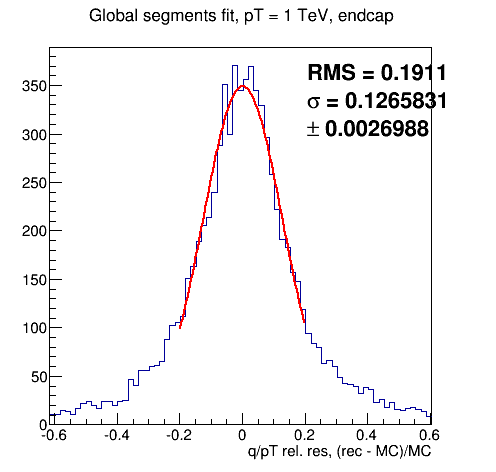 Global segments fit, pT = 1 TeV, endcap
RMS = 0.1911
σ = 0.1265831
± 0.0026988
350
300
250
200
150
100
50
0
-0.6 -0.4 -0.2 0 0.2 0.4 0.6
q/pT rel. res, (rec - MC)/MC